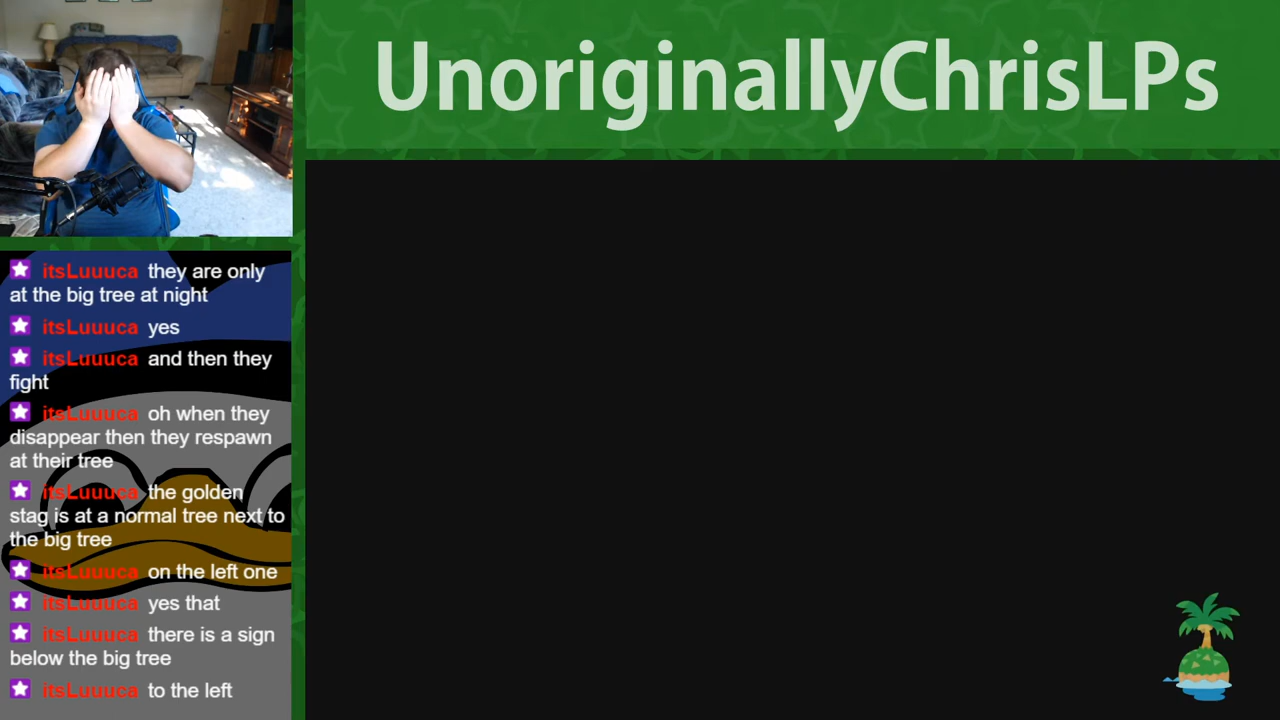 UnoriginallyChrisLPs
itsLuuuca they are only
at the big tree at night
itsLuuuca yes
itsLuuuca and then they
fight
itsLuuuca oh when they
disappear then they respawn
at their tree
itsLuuuca the golden
stag is at a normal tree next to
the big tree
itsLuuuca on the left one
itsLuuuca yes that
itsLuuuca there is a sign
below the big tree
itsLuuuca to the left